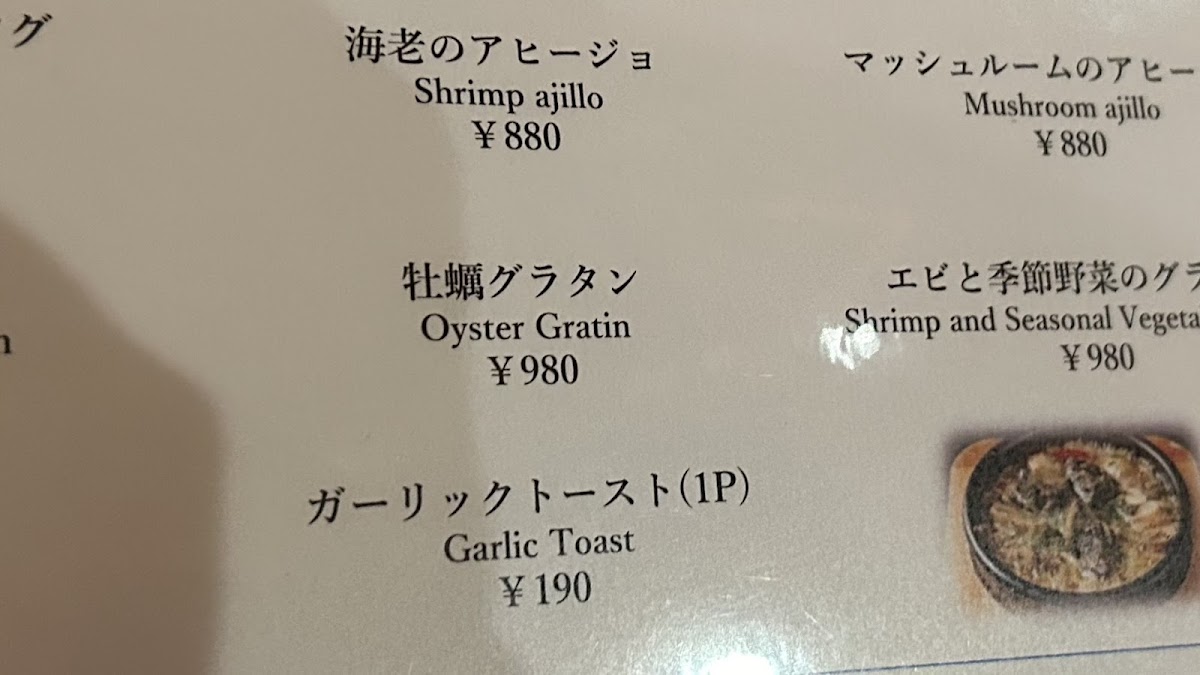 グ
海老のアヒージョ
Shrimp ajillo
¥880
マッシュルームのアヒー
Mushroom ajillo
¥880
牡蠣グラタン
Oyster Gratin
¥980
エビと季節野菜のグラ
Shrimp and Seasonal Vegeta
¥980
ガーリックトースト(1P)
Garlic Toast
¥190